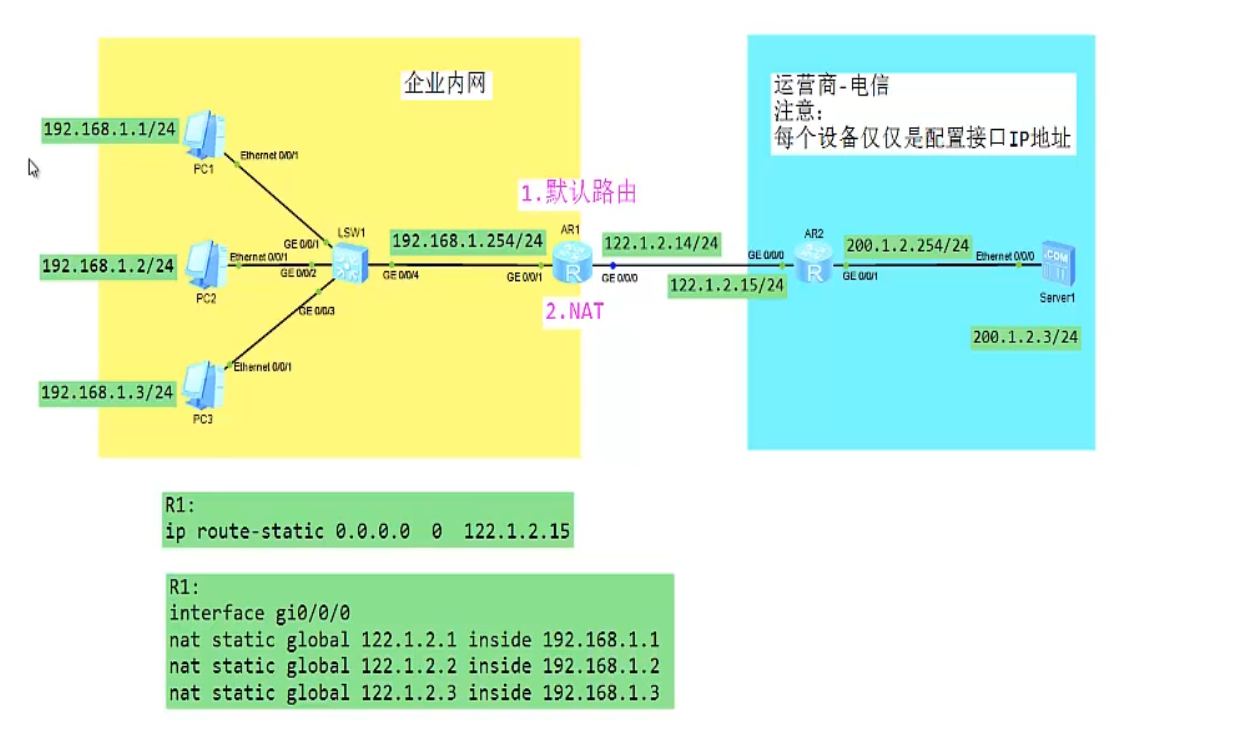 企业内网
运营商-电信
注意:
每个设备仅仅是配置接口IP地址
192.168.1.1/24
Ethernet 0/0/1
PC1
1.默认路由
LSW1
GE 0/0/1
192.168.1.254/24
AR1
122.1.2.14/24
AR2
200.1.2.254/24
192.168.1.2/24
Ethernet 0/0/1
GE 0/0/2
GE 0/0/4
GE 0/0/1
R
GE 0/0/0
GE 0/0/0
R
GE 0/0/1
Ethernet 0/0/0
.COM
PC2
122.1.2.15/24
Server1
GE 0/0/3
2.NAT
200.1.2.3/24
Ethernet 0/0/1
192.168.1.3/24
PC3
R1:
ip route-static 0.0.0.0 0 122.1.2.15
R1:
interface gi0/0/0
nat static global 122.1.2.1 inside 192.168.1.1
nat static global 122.1.2.2 inside 192.168.1.2
nat static global 122.1.2.3 inside 192.168.1.3